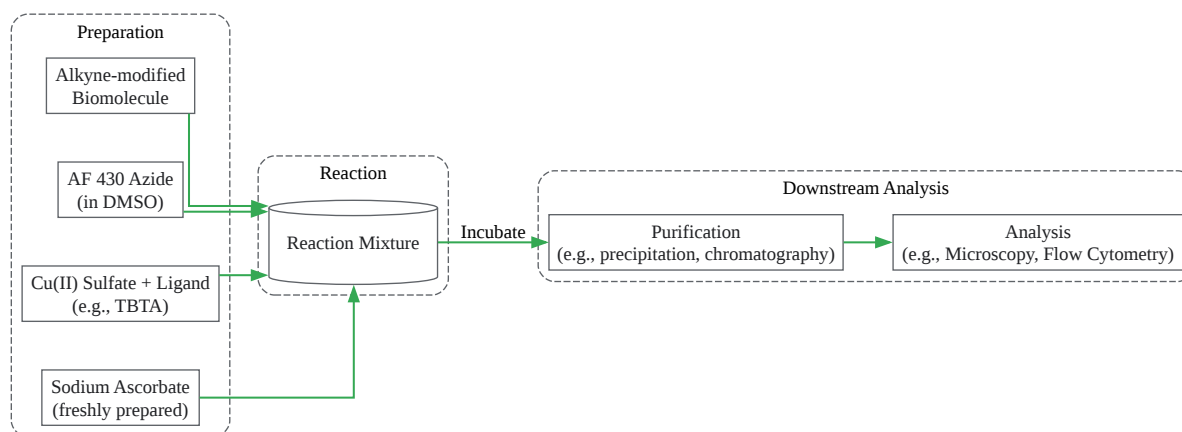 Preparation
Alkyne-modified
Biomolecule
AF 430 Azide
(in DMSO)
Cu(II) Sulfate + Ligand
(e.g., TBTA)
Sodium Ascorbate
(freshly prepared)
Reaction
Reaction Mixture
Incubate
Downstream Analysis
Purification
(e.g., precipitation, chromatography)
Analysis
(e.g., Microscopy, Flow Cytometry)